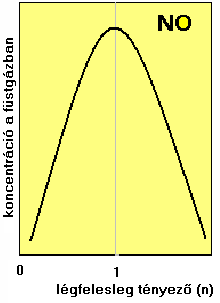 NO
koncentráció a füstgázban
0 1
légfelesleg tényező (n)